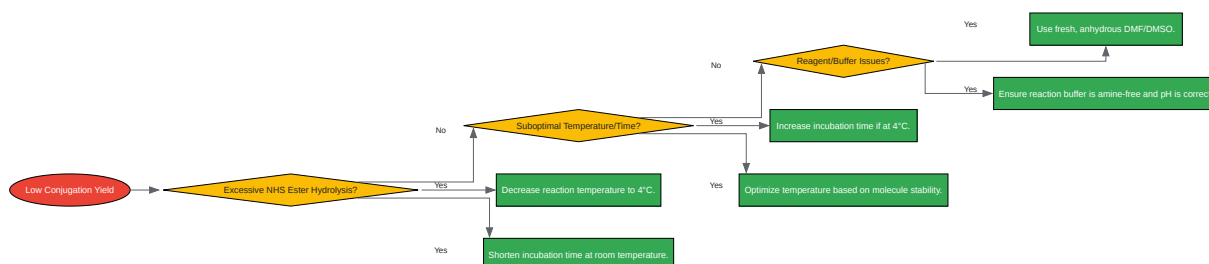 Yes
Use fresh, anhydrous DMF/DMSO.
No
Reagent/Buffer Issues?
Yes
Ensure reaction buffer is amine-free and pH is correct
No
Suboptimal Temperature/Time?
Yes
Increase incubation time if at 4°C.
Yes
Optimize temperature based on molecule stability.
Low Conjugation Yield
Excessive NHS Ester Hydrolysis?
Yes
Decrease reaction temperature to 4°C.
Yes
Shorten incubation time at room temperature.